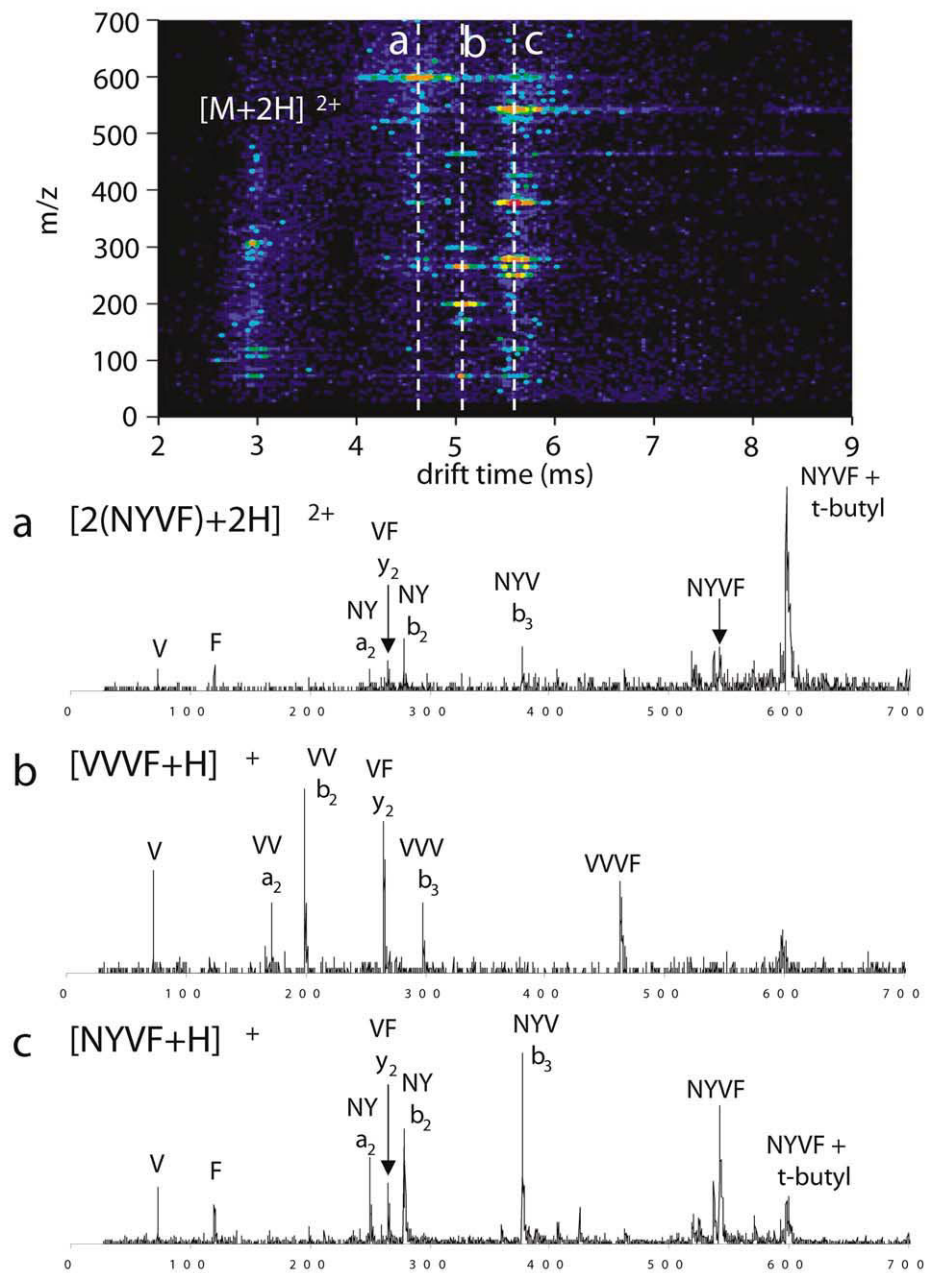 700
600
500
400
300
200
100
0
m/z
a b c
[M+2H] 2+
2 3 4 5 6 7 8 9
drift time (ms)
a [2(NYVF)+2H] 2+
V
F
NY
a2
VF
y2
NY
b2
NYV
b3
NYVF
NYVF +
t-butyl
0 100 200 300 400 500 600 700
b [VVVF+H] +
V
VV
a2
VV
b2
VF
y2
VVV
b3
VVVF
0 100 200 300 400 500 600 700
c [NYVF+H] +
V
F
NY
a2
VF
y2
NY
b2
NYV
b3
NYVF
NYVF +
t-butyl
0 100 200 300 400 500 600 700